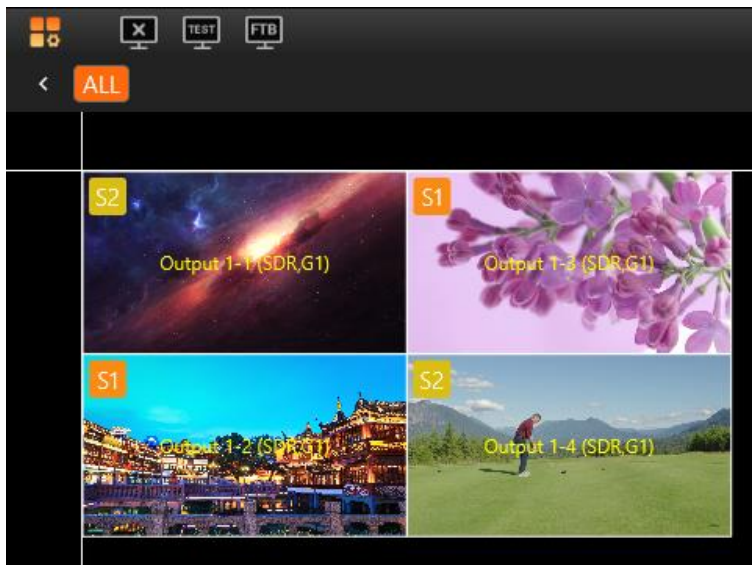 TEST FTB
ALL
S2 S1
Output 1-1 (SDR,G1) Output 1-3 (SDR,G1)
S1 S2
Output 1-2 (SDR,G1) Output 1-4 (SDR,G1)